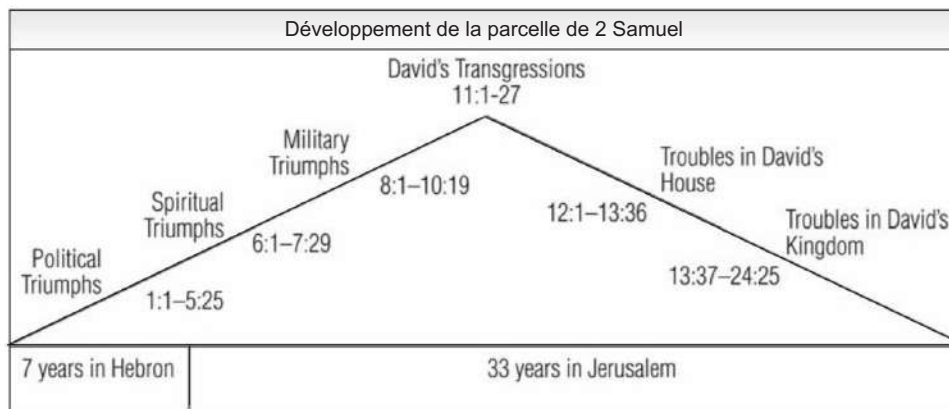 Développement de la parcelle de 2 Samuel
David's Transgressions
11:1-27
Military
Triumphs
8:1–10:19
Spiritual
Triumphs
6:1–7:29
Political
Triumphs
1:1–5:25
Troubles in David's
House
12:1–13:36
Troubles in David's
Kingdom
13:37–24:25
7 years in Hebron
33 years in Jerusalem